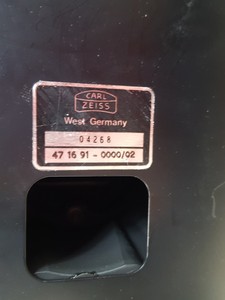 CARL
ZEISS
West Germany
04268
47 16 91 - 0000/02